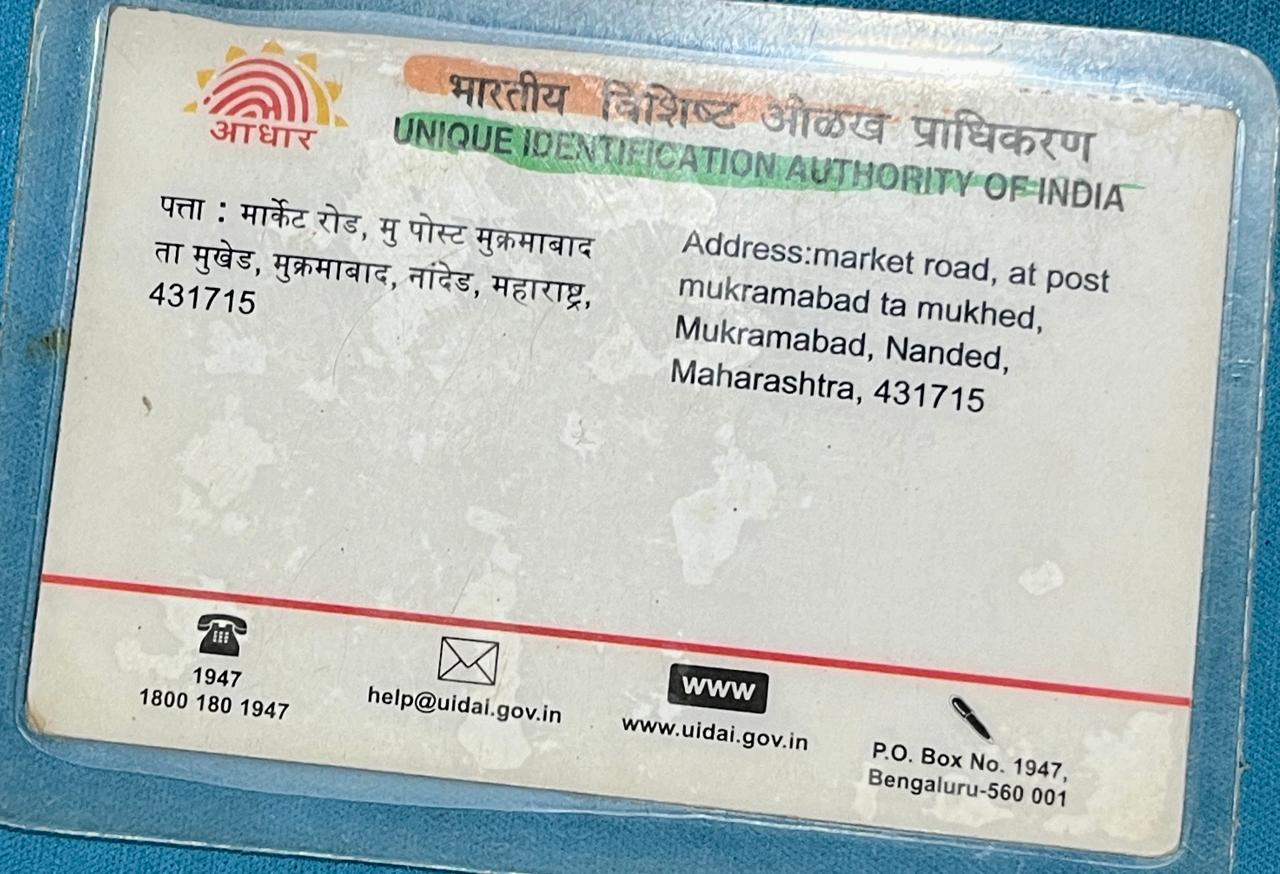 आधार
भारतीय विशिष्ट ओळख प्राधिकरण
UNIQUE IDENTIFICATION AUTHORITY OF INDIA
पत्ता : मार्केट रोड, मु पोस्ट मुक्रमाबाद
ता मुखेड, मुक्रमाबाद, नांदेड, महाराष्ट्र,
431715
Address:market road, at post
mukramabad ta mukhed,
Mukramabad, Nanded,
Maharashtra, 431715
1947
1800 180 1947
help@uidai.gov.in
www
www.uidai.gov.in
P.O. Box No. 1947,
Bengaluru-560 001